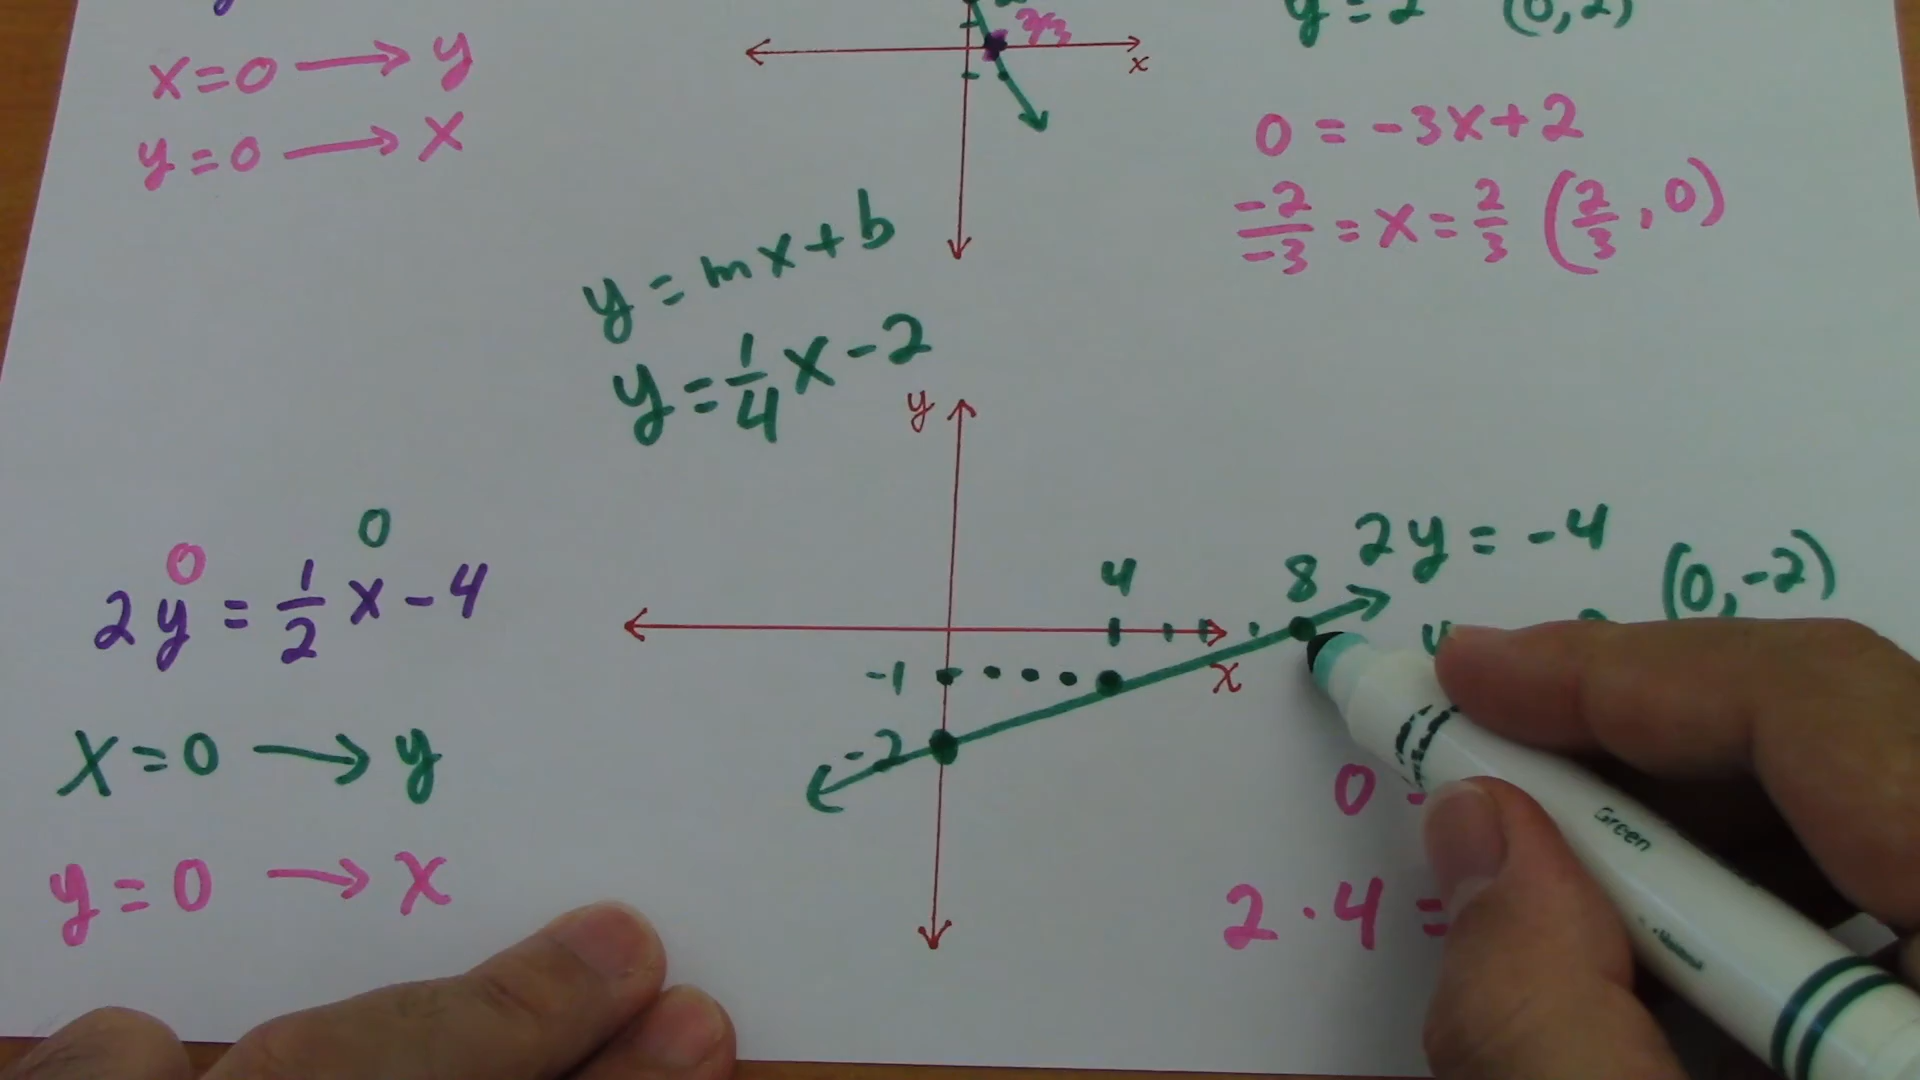 x = 0 → y
y = 0 → x
2/3
x
y = 2 (0, 2)
0 = -3x + 2
-2/-3 = x = 2/3 (2/3, 0)
y = mx + b
y = 1/4 x - 2
y
0 0
2y = 1/2 x - 4
x = 0 → y
y = 0 → x
4 8
x
-1
-2
2y = -4
(0, -2)
0
2 · 4 =
Green